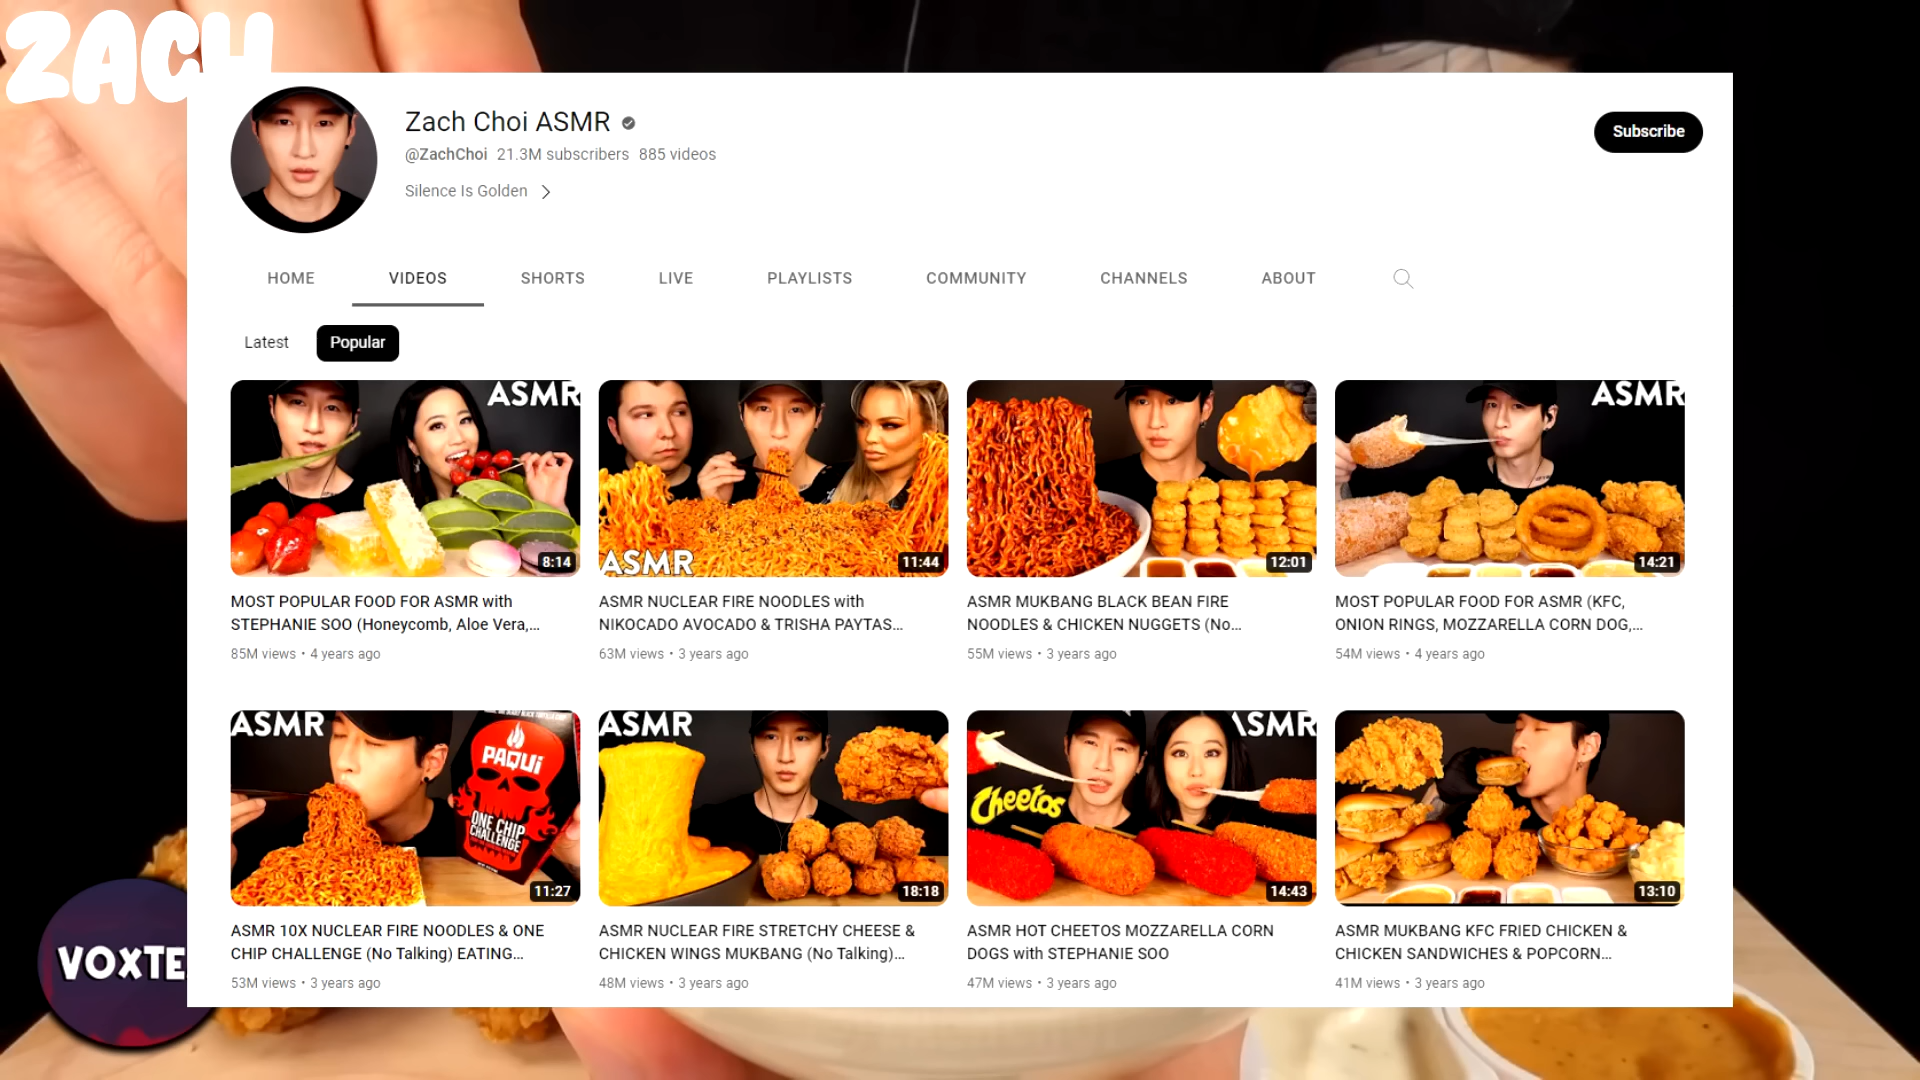 ZACH
Zach Choi ASMR
@ZachChoi 21.3M subscribers 885 videos
Silence Is Golden
Subscribe
HOME VIDEOS SHORTS LIVE PLAYLISTS COMMUNITY CHANNELS ABOUT
Latest Popular
ASMR
8:14
ASMR
11:44
12:01
ASMR
14:21
MOST POPULAR FOOD FOR ASMR with
STEPHANIE SOO (Honeycomb, Aloe Vera,...
85M views • 4 years ago
ASMR NUCLEAR FIRE NOODLES with
NIKOCADO AVOCADO & TRISHA PAYTAS...
63M views • 3 years ago
ASMR MUKBANG BLACK BEAN FIRE
NOODLES & CHICKEN NUGGETS (No...
55M views • 3 years ago
MOST POPULAR FOOD FOR ASMR (KFC,
ONION RINGS, MOZZARELLA CORN DOG,...
54M views • 4 years ago
ASMR
PAQUI
ONE CHIP
CHALLENGE
11:27
ASMR
18:18
ASMR
Cheetos
14:43
13:10
ASMR 10X NUCLEAR FIRE NOODLES & ONE
CHIP CHALLENGE (No Talking) EATING...
53M views • 3 years ago
ASMR NUCLEAR FIRE STRETCHY CHEESE &
CHICKEN WINGS MUKBANG (No Talking)...
48M views • 3 years ago
ASMR HOT CHEETOS MOZZARELLA CORN
DOGS with STEPHANIE SOO
47M views • 3 years ago
ASMR MUKBANG KFC FRIED CHICKEN &
CHICKEN SANDWICHES & POPCORN...
41M views • 3 years ago
VOXTE